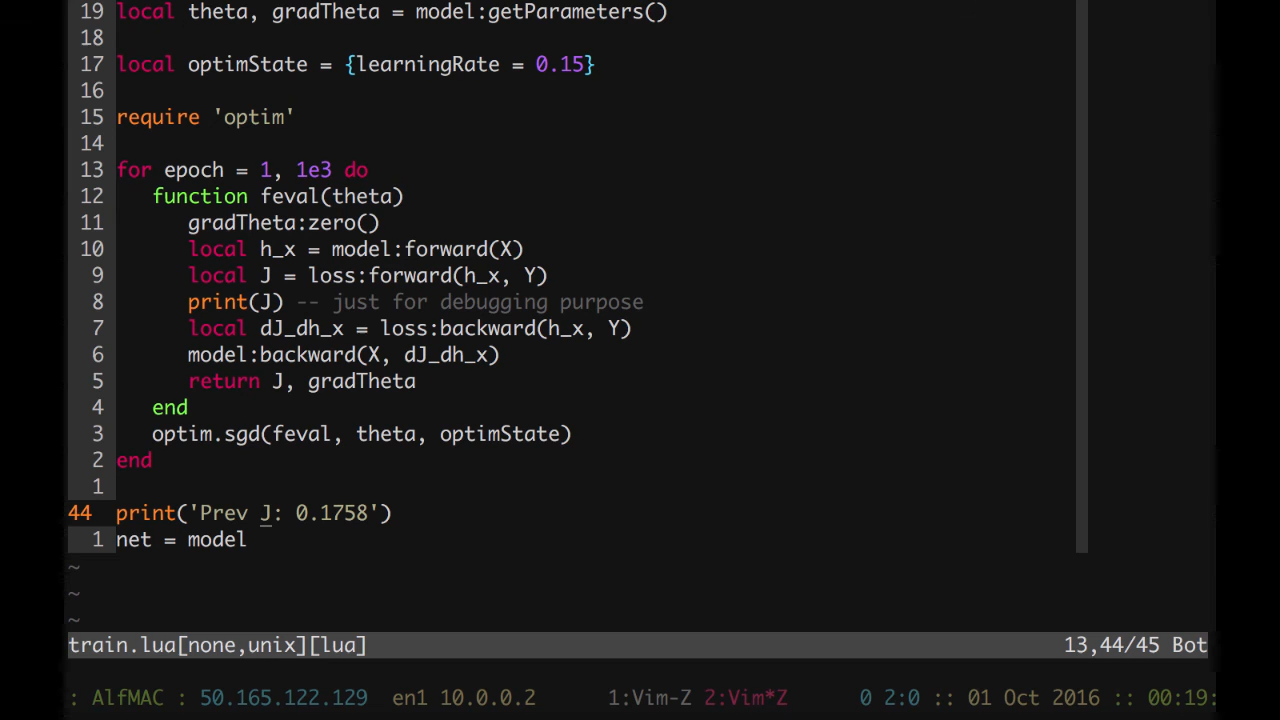 19 local theta, gradTheta = model:getParameters()
18
17 local optimState = {learningRate = 0.15}
16
15 require 'optim'
14
13 for epoch = 1, 1e3 do
12    function feval(theta)
11       gradTheta:zero()
10       local h_x = model:forward(X)
9       local J = loss:forward(h_x, Y)
8       print(J) -- just for debugging purpose
7       local dJ_dh_x = loss:backward(h_x, Y)
6       model:backward(X, dJ_dh_x)
5       return J, gradTheta
4    end
3    optim.sgd(feval, theta, optimState)
2 end
1
44 print('Prev J: 0.1758')
1 net = model
~
~
~
train.lua[none,unix][lua] 13,44/45 Bot
: AlfMAC : 50.165.122.129 en1 10.0.0.2 1:Vim-Z 2:Vim*Z 0 2:0 :: 01 Oct 2016 :: 00:19: